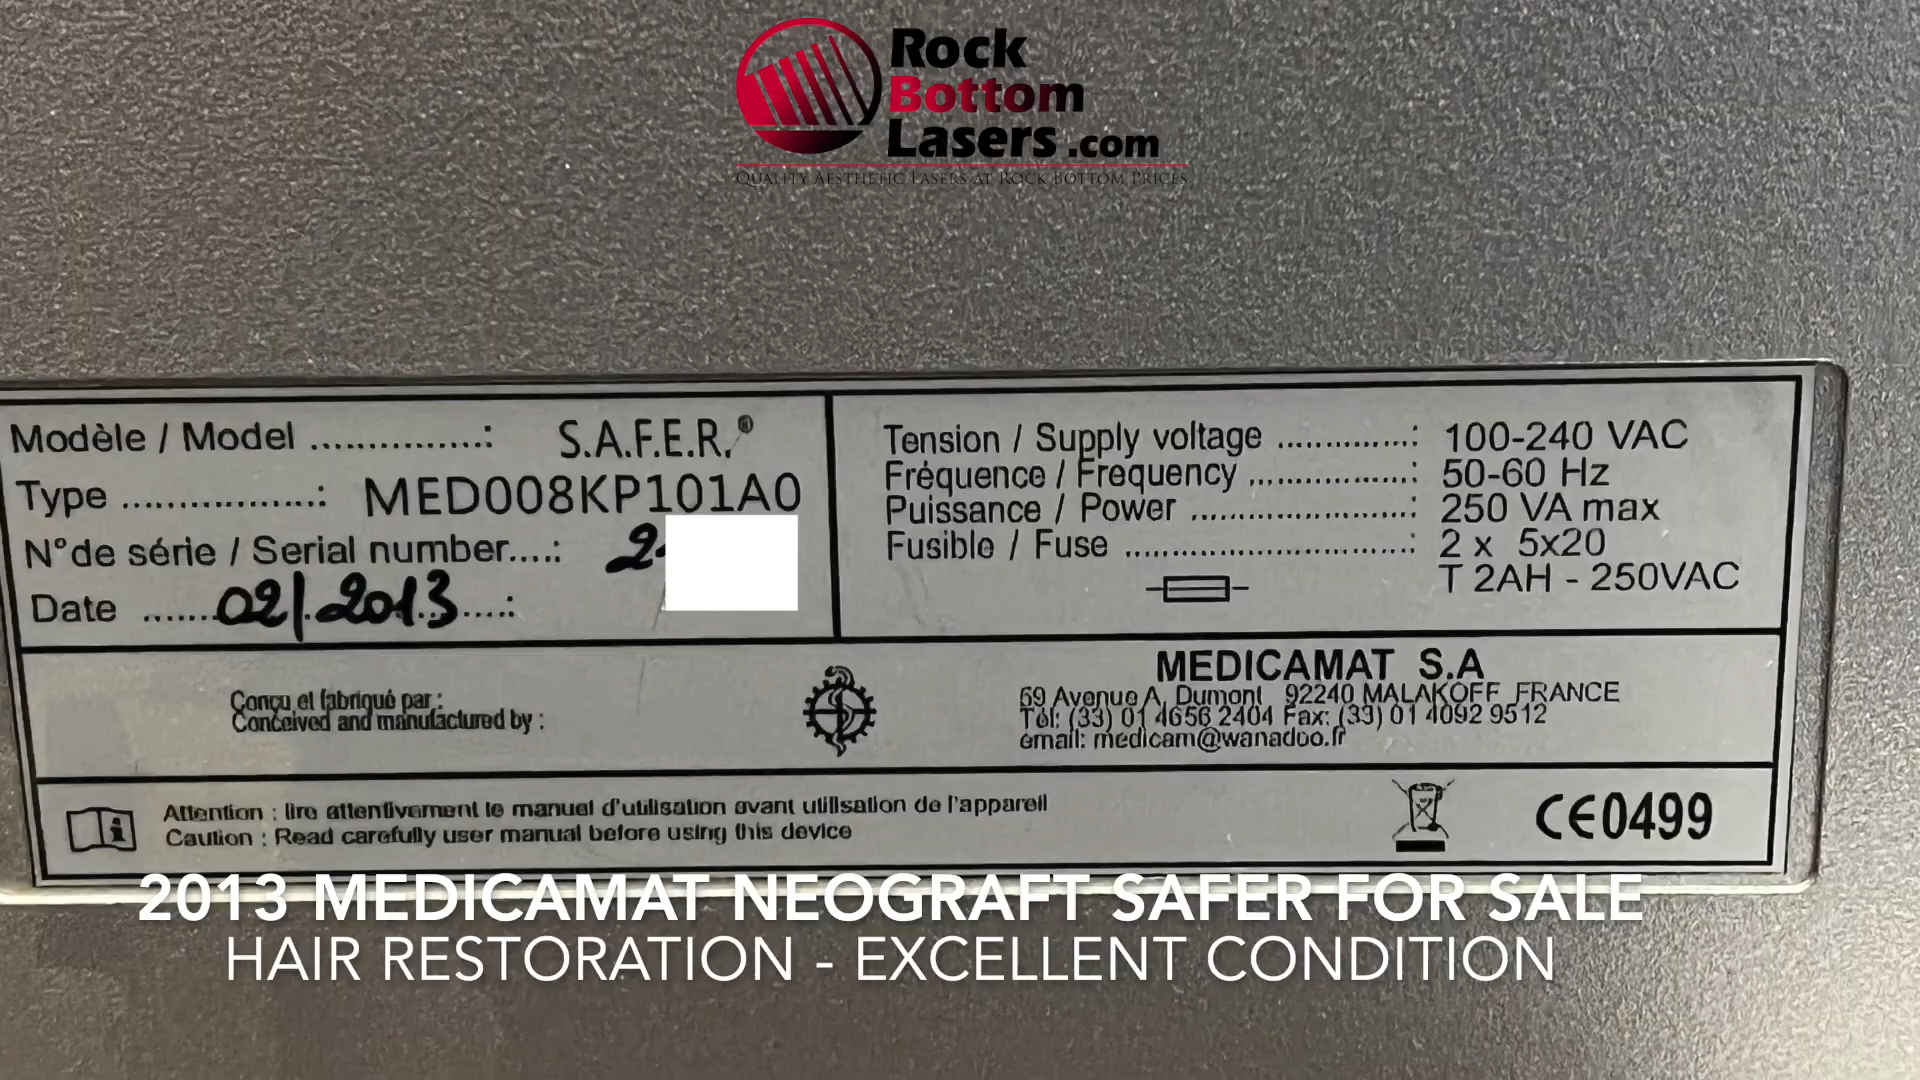 Rock
Bottom
Lasers.com
QUALITY AESTHETIC LASERS AT ROCK BOTTOM PRICES
Modèle / Model ...............: S.A.F.E.R.®
Type .................: MED008KP101A0
N°de série / Serial number....: 2
Date .......02/.2013....:
Tension / Supply voltage ..............: 100-240 VAC
Fréquence / Frequency .................: 50-60 Hz
Puissance / Power .......................: 250 VA max
Fusible / Fuse .............................: 2 x 5x20
T 2AH - 250VAC
Conçu et fabriqué par :
Conceived and manufactured by :
MEDICAMAT S.A
69 Avenue A. Dumont 92240 MALAKOFF FRANCE
Tél: (33) 01 4656 2404 Fax: (33) 01 4092 9512
email: medicam@wanadoo.fr
Attention : lire attentivement le manuel d'utilisation avant utilisation de l'appareil
Caution : Read carefully user manual before using this device
CE0499
2013 MEDICAMAT NEOGRAFT SAFER FOR SALE
HAIR RESTORATION - EXCELLENT CONDITION